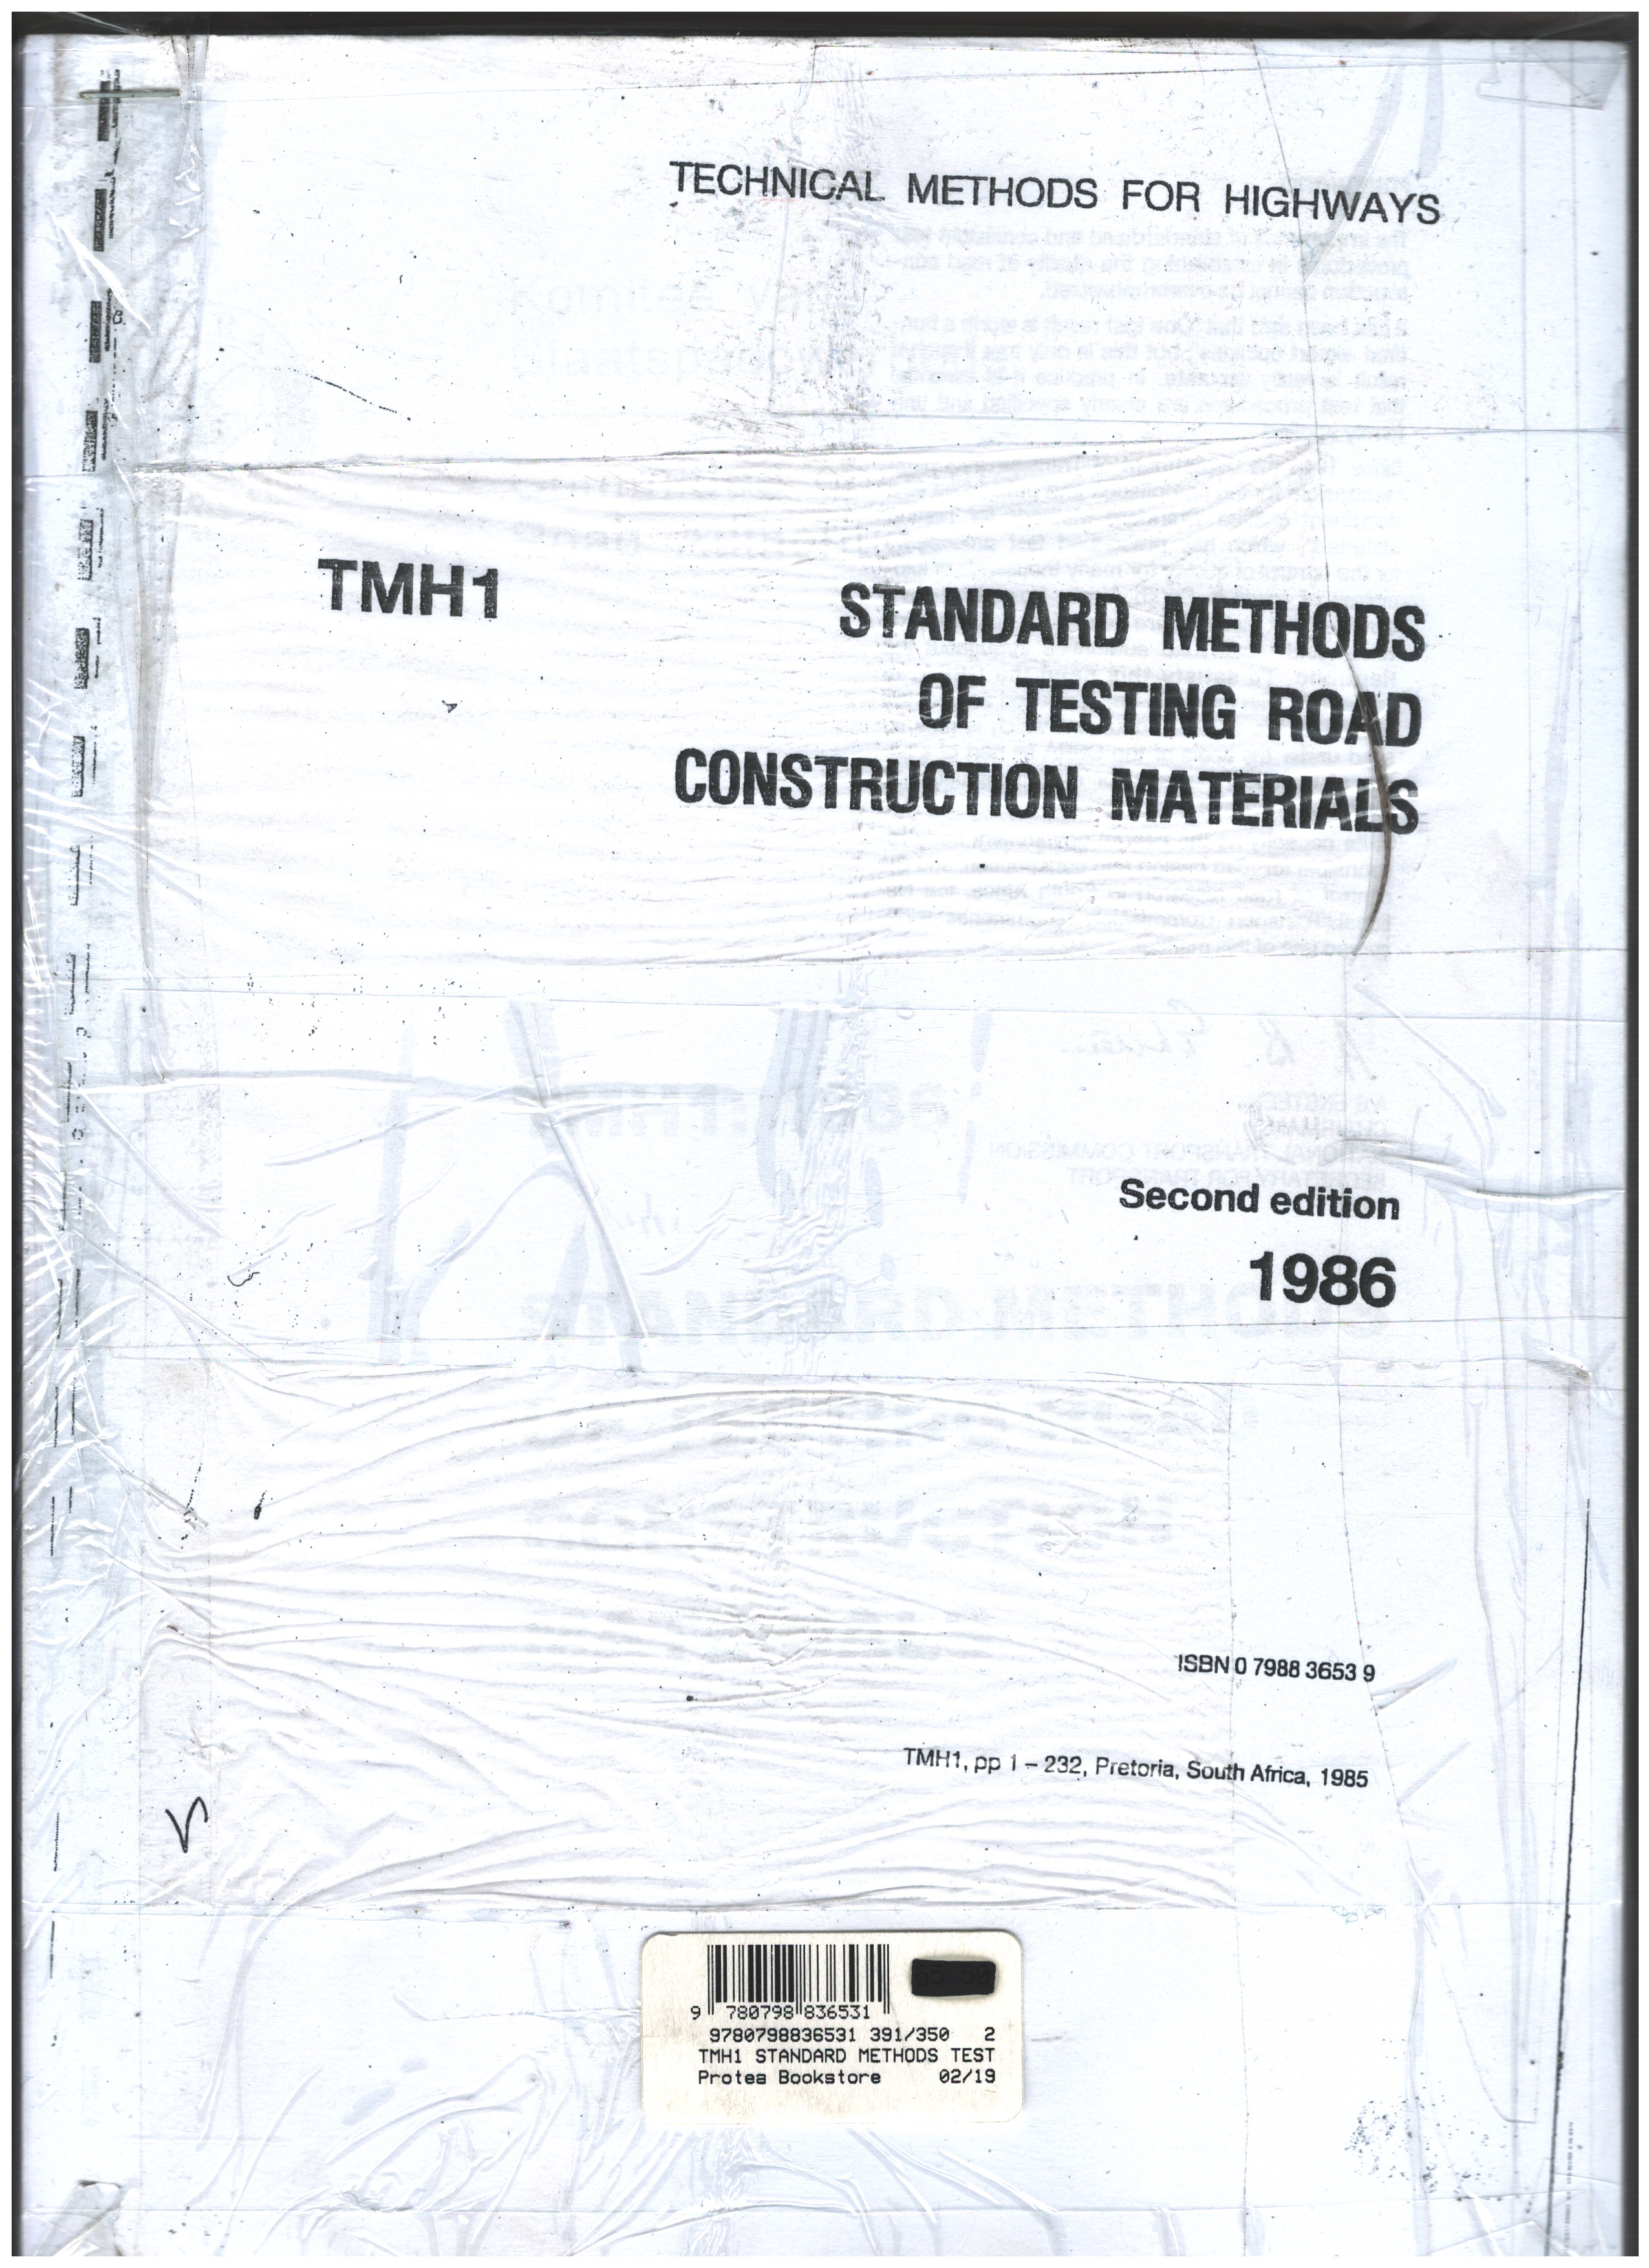 TECHNICAL METHODS FOR HIGHWAYS
TMH1
STANDARD METHODS
OF TESTING ROAD
CONSTRUCTION MATERIALS
Second edition
1986
ISBN 0 7988 3653 9
TMH1, pp 1 – 232, Pretoria, South Africa, 1985
9 780798 836531
9780798836531 391/350 2
TMH1 STANDARD METHODS TEST
Protea Bookstore 02/19